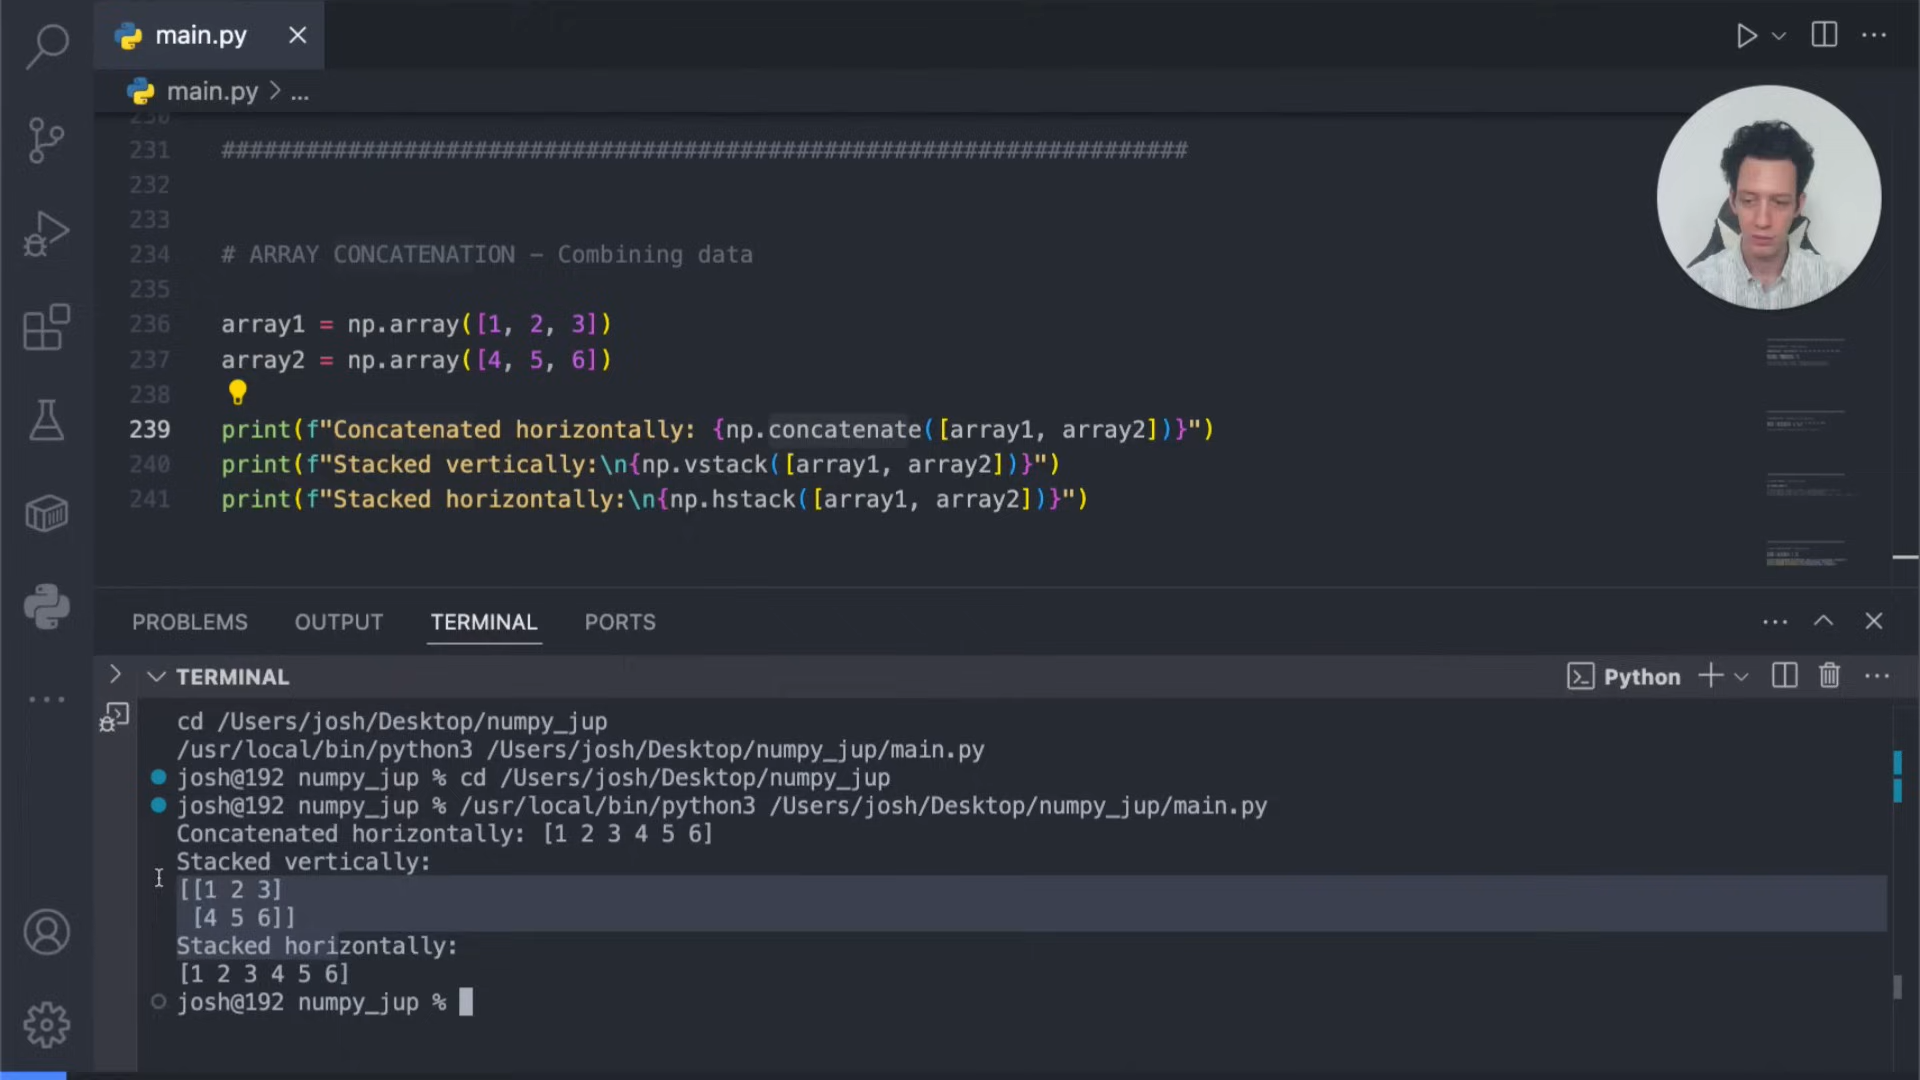 main.py
main.py > ...
230
231 #####################################################################
232
233
234 # ARRAY CONCATENATION – Combining data
235
236 array1 = np.array([1, 2, 3])
237 array2 = np.array([4, 5, 6])
238
239 print(f"Concatenated horizontally: {np.concatenate([array1, array2])}")
240 print(f"Stacked vertically:\n{np.vstack([array1, array2])}")
241 print(f"Stacked horizontally:\n{np.hstack([array1, array2])}")
PROBLEMS OUTPUT TERMINAL PORTS
TERMINAL Python
cd /Users/josh/Desktop/numpy_jup
/usr/local/bin/python3 /Users/josh/Desktop/numpy_jup/main.py
josh@192 numpy_jup % cd /Users/josh/Desktop/numpy_jup
josh@192 numpy_jup % /usr/local/bin/python3 /Users/josh/Desktop/numpy_jup/main.py
Concatenated horizontally: [1 2 3 4 5 6]
Stacked vertically:
[[1 2 3]
 [4 5 6]]
Stacked horizontally:
[1 2 3 4 5 6]
josh@192 numpy_jup %